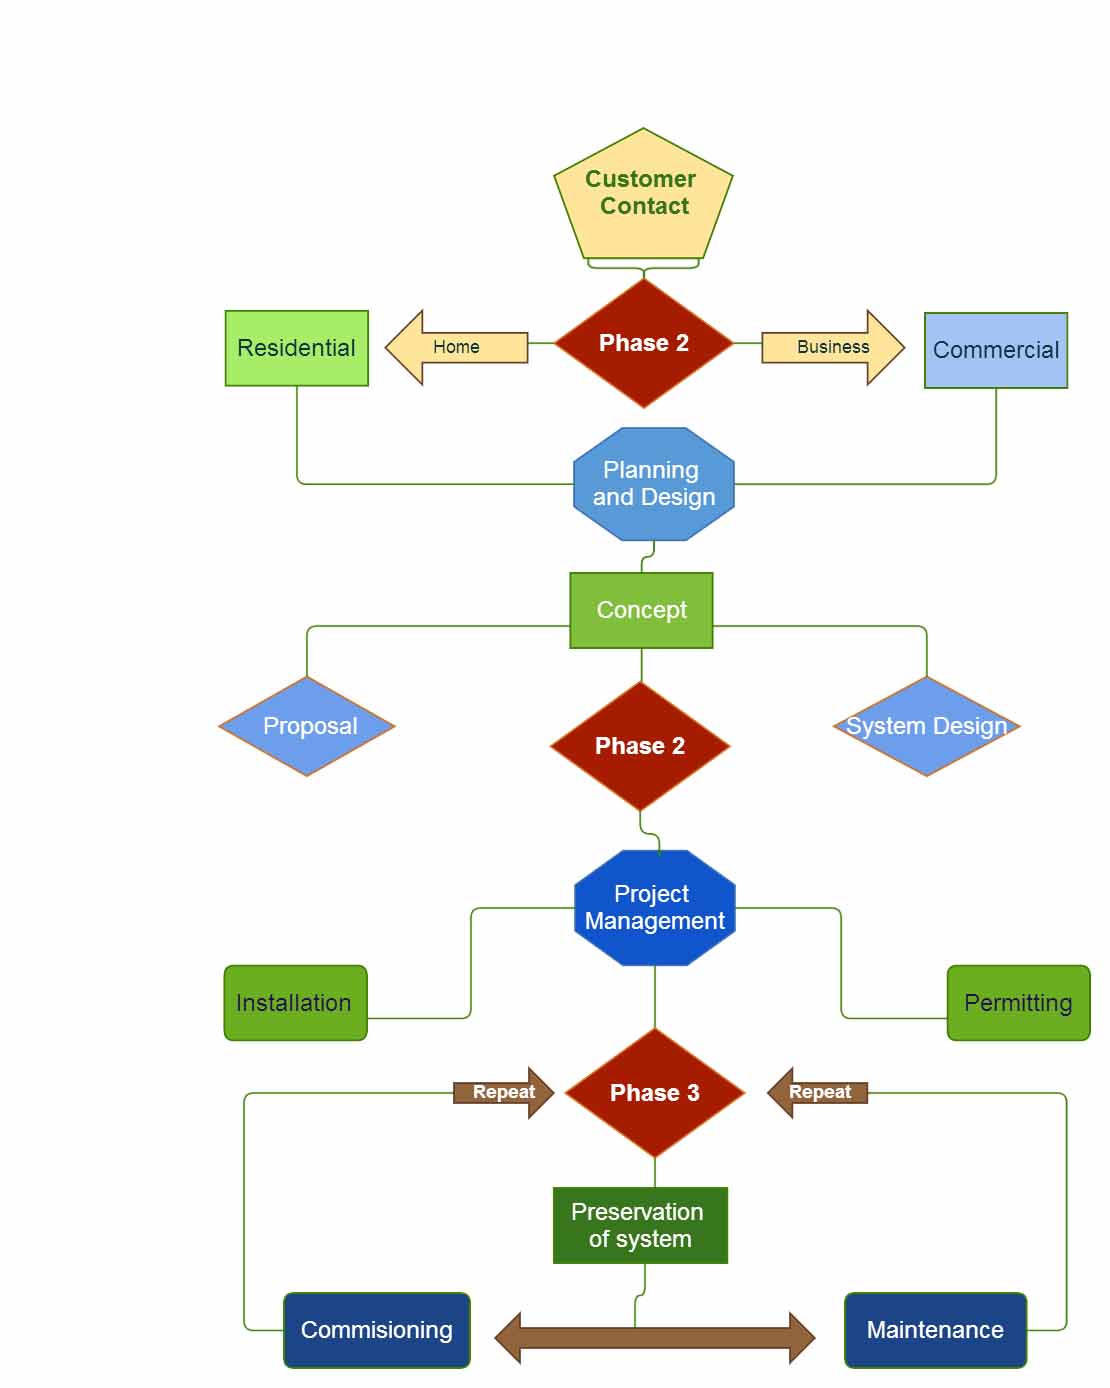 Customer
Contact
Residential
Home
Phase 2
Business
Commercial
Planning
and Design
Concept
Proposal
Phase 2
System Design
Project
Management
Installation
Permitting
Repeat
Phase 3
Repeat
Preservation
of system
Commisioning
Maintenance